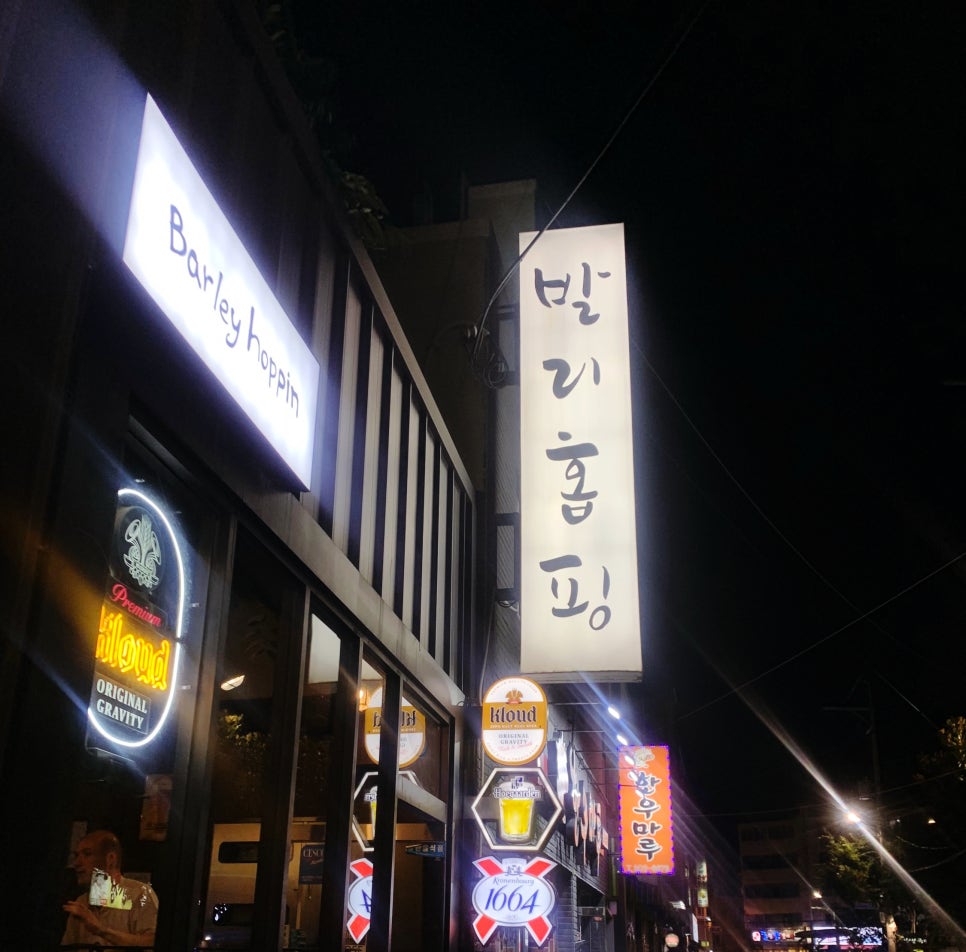 Barley hoppin
발
리
홉
핑
Premium
kloud
ORIGINAL
GRAVITY
kloud
ORIGINAL
GRAVITY
Hoegaarden
Kronenbourg
1664
한
우
마
루